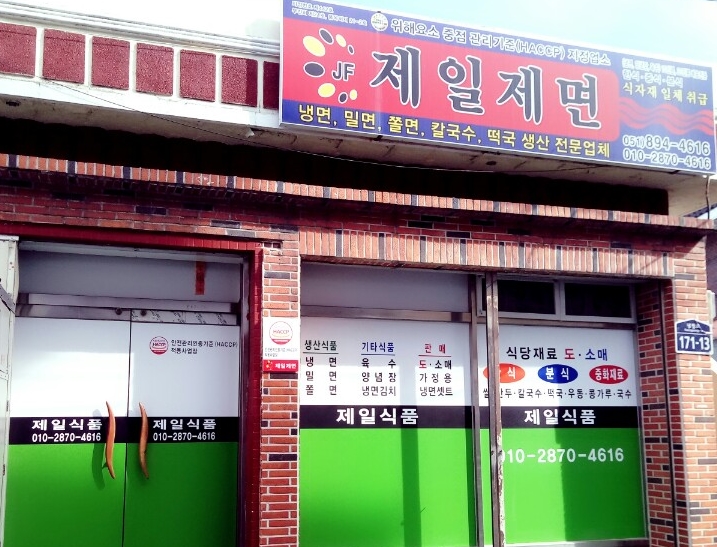 위해요소 중점 관리기준(HACCP) 지정업소
JF 제일제면
냉면, 밀면, 쫄면, 칼국수, 떡국 생산 전문업체
한식·중식·분식
식자재 일체 취급
051)894-4616
010-2870-4616
171-13
HACCP
안전관리인증기준(HACCP)
적용사업장
제일식품
010-2870-4616
제일식품
010-2870-4616
HACCP
제일제면
생산식품 기타식품 판매
냉면 육수 도·소매
밀면 양념장 가정용
쫄면 냉면김치 냉면셋트
제일식품
식당재료 도·소매
분식 중화재료
칼국수·떡국·우동·콩가루·국수
제일식품
010-2870-4616